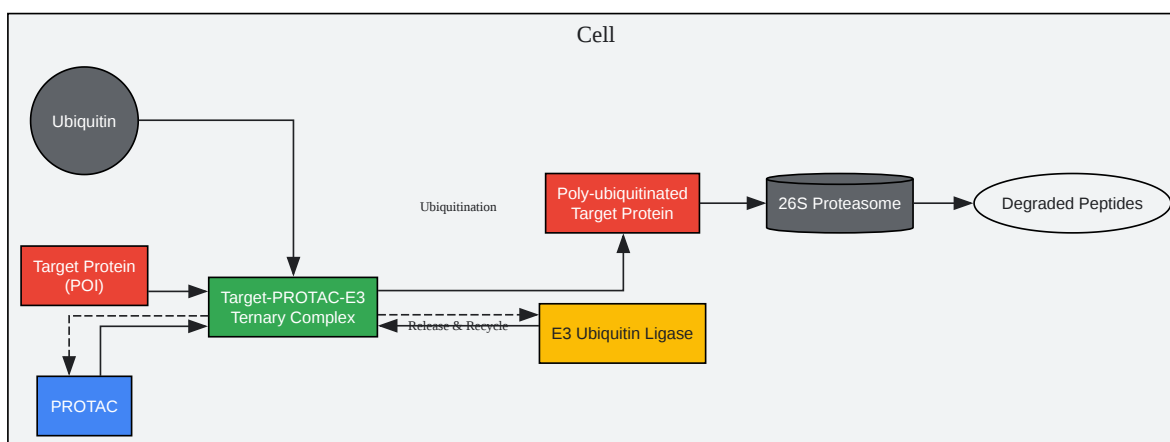 Cell
Ubiquitin
Ubiquitination
Poly-ubiquitinated
Target Protein
26S Proteasome
Degraded Peptides
Target Protein
(POI)
Target-PROTAC-E3
Ternary Complex
Release & Recycle
E3 Ubiquitin Ligase
PROTAC